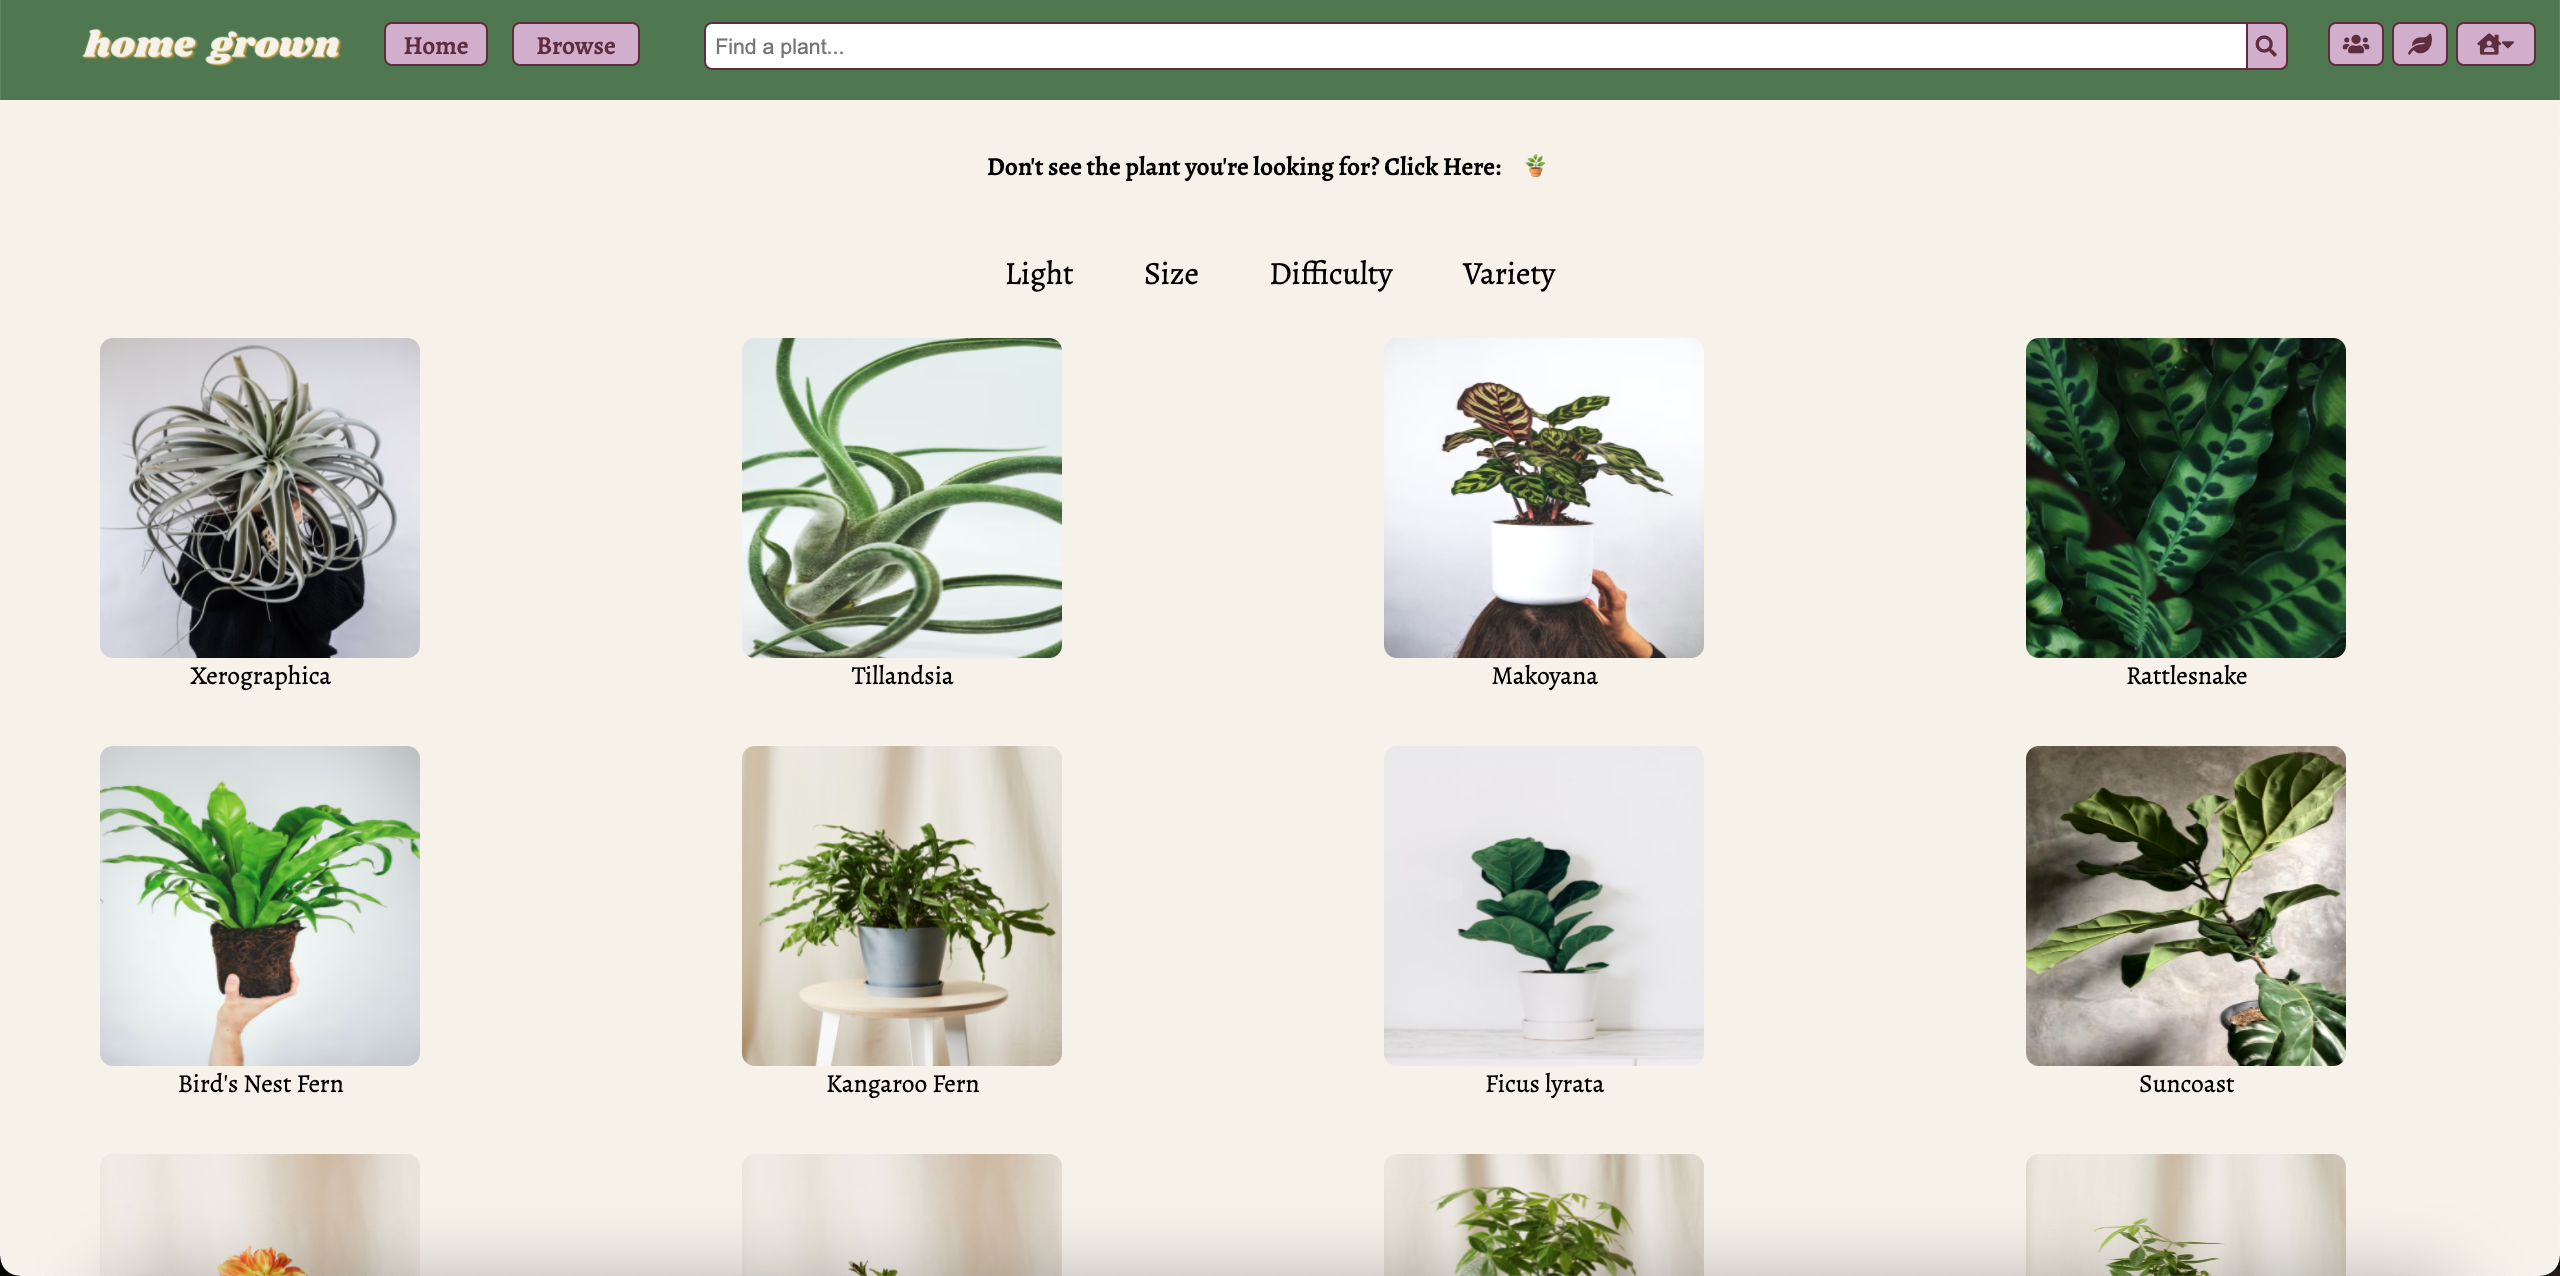 home grown
Home
Browse
Find a plant...
Don't see the plant you're looking for? Click Here:
Light
Size
Difficulty
Variety
Xerographica
Tillandsia
Makoyana
Rattlesnake
Bird's Nest Fern
Kangaroo Fern
Ficus lyrata
Suncoast